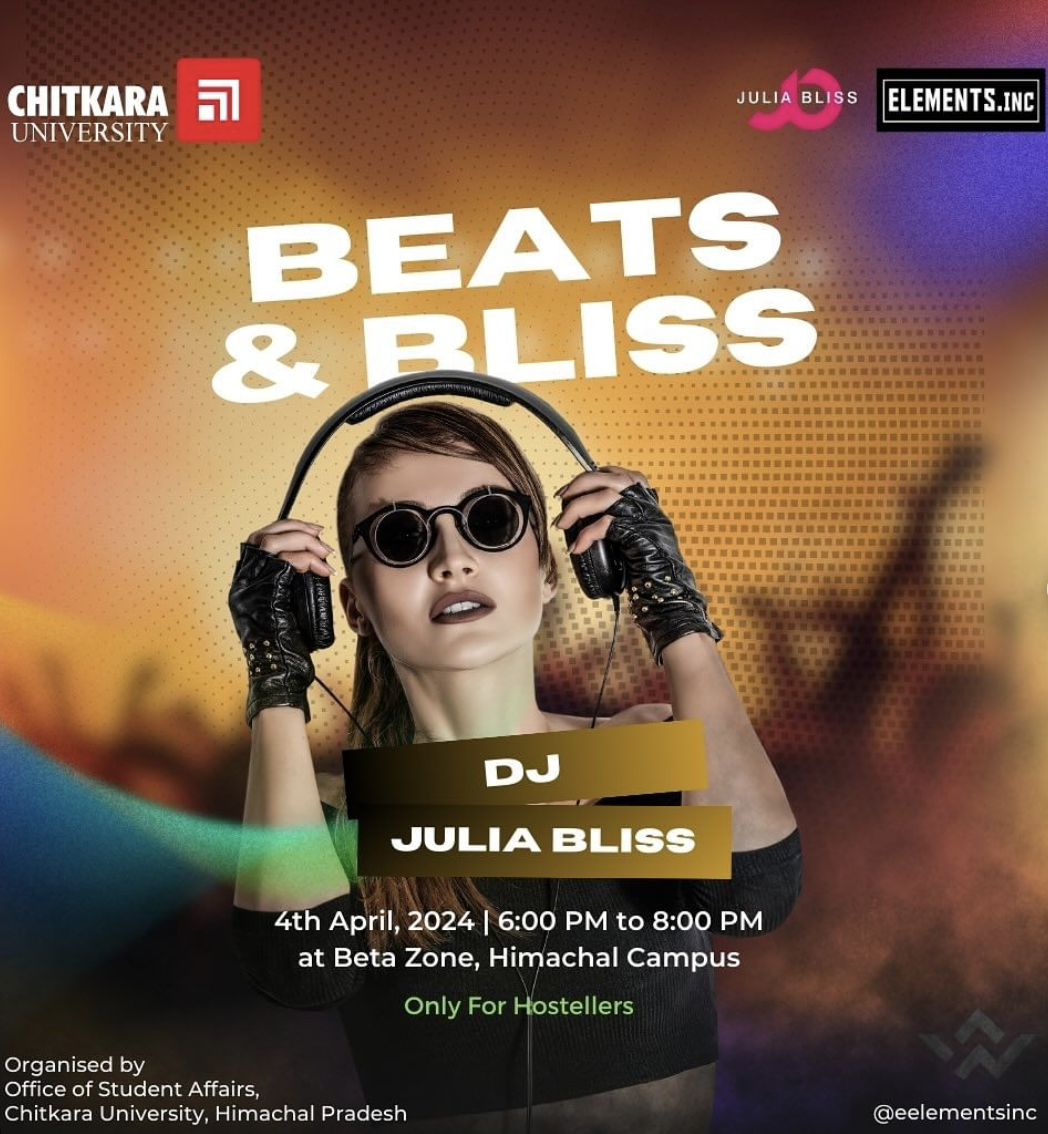 CHITKARA
UNIVERSITY
JULIA BLISS
ELEMENTS.INC
BEATS
& BLISS
DJ
JULIA BLISS
4th April, 2024 | 6:00 PM to 8:00 PM
at Beta Zone, Himachal Campus
Only For Hostellers
Organised by
Office of Student Affairs,
Chitkara University, Himachal Pradesh
@eelementsinc